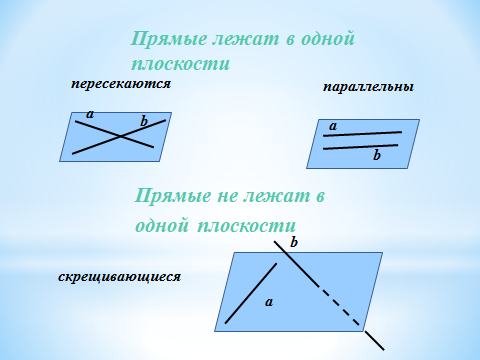 Прямые лежат в одной
плоскости
пересекаются
параллельны
a
b
a
b
Прямые не лежат в
одной плоскости
b
скрещивающиеся
a